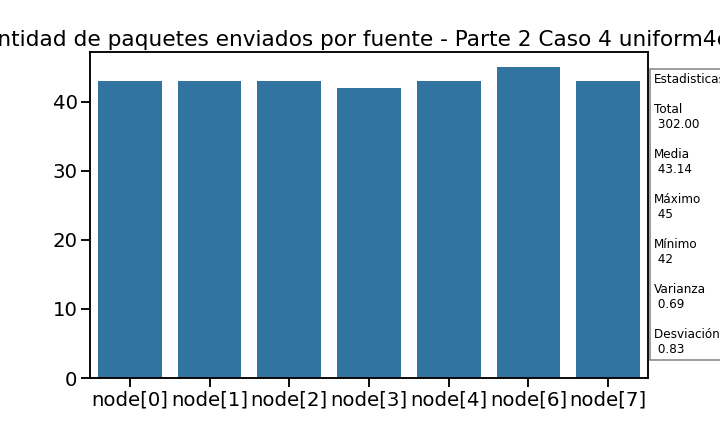 ntidad de paquetes enviados por fuente - Parte 2 Caso 4 uniform4
Estadisticas
Total
302.00
Media
43.14
Máximo
45
Mínimo
42
Varianza
0.69
Desviación
0.83
40
30
20
10
0
node[0] node[1] node[2] node[3] node[4] node[6] node[7]